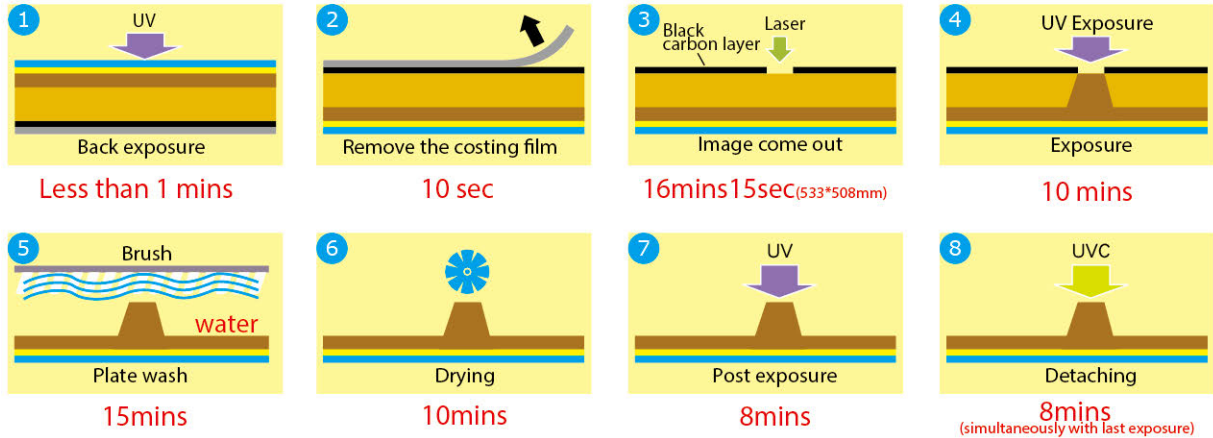 1
UV
Back exposure
Less than 1 mins
2
Remove the costing film
10 sec
3
Black
carbon layer
Laser
Image come out
16mins15sec(533*508mm)
4
UV Exposure
Exposure
10 mins
5
Brush
water
Plate wash
15mins
6
Drying
10mins
7
UV
Post exposure
8mins
8
UVC
Detaching
8mins
(simultaneously with last exposure)